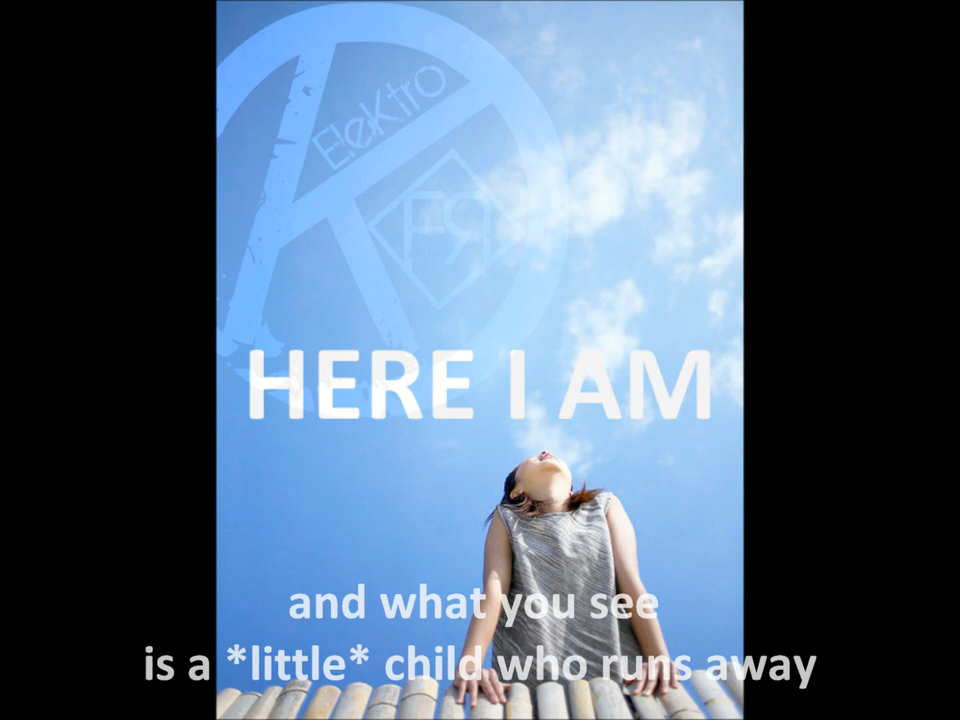 EleKtrO
HERE I AM
and what you see
is a *little* child who runs away